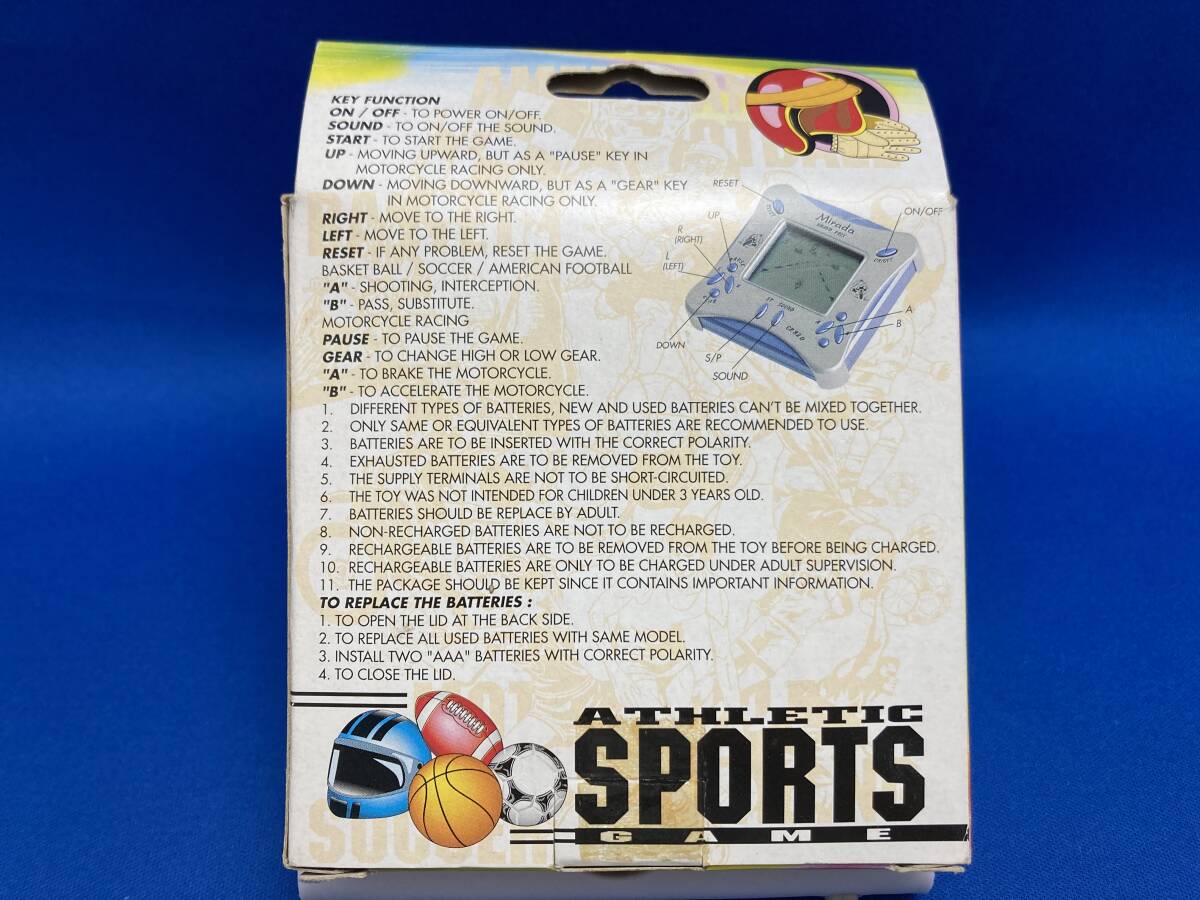 KEY FUNCTION
ON / OFF - TO POWER ON/OFF.
SOUND - TO ON/OFF THE SOUND.
START - TO START THE GAME.
UP - MOVING UPWARD, BUT AS A "PAUSE" KEY IN
MOTORCYCLE RACING ONLY.
DOWN - MOVING DOWNWARD, BUT AS A "GEAR" KEY
IN MOTORCYCLE RACING ONLY.
RIGHT - MOVE TO THE RIGHT.
LEFT - MOVE TO THE LEFT.
RESET - IF ANY PROBLEM, RESET THE GAME.
BASKET BALL / SOCCER / AMERICAN FOOTBALL
"A" - SHOOTING, INTERCEPTION.
"B" - PASS, SUBSTITUTE.
MOTORCYCLE RACING
PAUSE - TO PAUSE THE GAME.
GEAR - TO CHANGE HIGH OR LOW GEAR.
"A" - TO BRAKE THE MOTORCYCLE.
"B" - TO ACCELERATE THE MOTORCYCLE.
RESET
UP
R
(RIGHT)
L
(LEFT)
DOWN
S/P
SOUND
ON/OFF
A
B
Mirada
ST SOUND
1. DIFFERENT TYPES OF BATTERIES, NEW AND USED BATTERIES CAN'T BE MIXED TOGETHER.
2. ONLY SAME OR EQUIVALENT TYPES OF BATTERIES ARE RECOMMENDED TO USE.
3. BATTERIES ARE TO BE INSERTED WITH THE CORRECT POLARITY.
4. EXHAUSTED BATTERIES ARE TO BE REMOVED FROM THE TOY.
5. THE SUPPLY TERMINALS ARE NOT TO BE SHORT-CIRCUITED.
6. THE TOY WAS NOT INTENDED FOR CHILDREN UNDER 3 YEARS OLD.
7. BATTERIES SHOULD BE REPLACE BY ADULT.
8. NON-RECHARGED BATTERIES ARE NOT TO BE RECHARGED.
9. RECHARGEABLE BATTERIES ARE TO BE REMOVED FROM THE TOY BEFORE BEING CHARGED.
10. RECHARGEABLE BATTERIES ARE ONLY TO BE CHARGED UNDER ADULT SUPERVISION.
11. THE PACKAGE SHOULD BE KEPT SINCE IT CONTAINS IMPORTANT INFORMATION.
TO REPLACE THE BATTERIES :
1. TO OPEN THE LID AT THE BACK SIDE.
2. TO REPLACE ALL USED BATTERIES WITH SAME MODEL.
3. INSTALL TWO "AAA" BATTERIES WITH CORRECT POLARITY.
4. TO CLOSE THE LID.
ATHLETIC
SPORTS
GAME